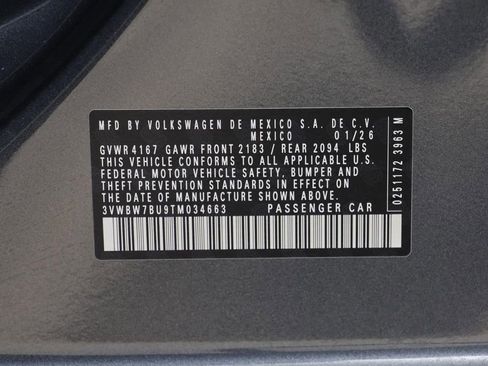 MFD BY VOLKSWAGEN DE MEXICO S.A. DE C.V.
MEXICO 01/26
GVWR 4167 GAWR FRONT 2183 / REAR 2094 LBS
THIS VEHICLE CONFORMS TO ALL APPLICABLE U.S.
FEDERAL MOTOR VEHICLE SAFETY, BUMPER AND
THEFT PREVENTION STANDARDS IN EFFECT ON THE
DATE OF MANUFACTURE SHOWN ABOVE.
3VWBW7BU9TM034663 PASSENGER CAR
0251172 3963 M